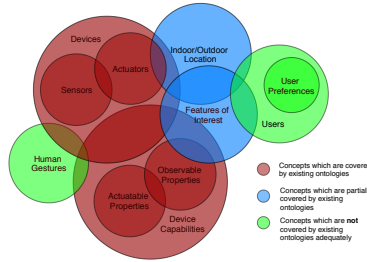 Devices
Indoor/Outdoor
Location
Actuators
Sensors
User
Preferences
Features of
Interest
Users
Human
Gestures
Observable
Properties
Actuatable
Properties
Device
Capabilities
Concepts which are covere
by existing ontologies
Concepts which are partial
covered by existing
ontologies
Concepts which are not
covered by existing
ontologies adequately